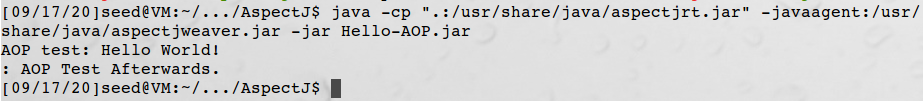 [09/17/20]seed@VM:~/.../AspectJ$ java -cp ".:/usr/share/java/aspectjrt.jar" -javaagent:/usr/
share/java/aspectjweaver.jar -jar Hello-AOP.jar
AOP test: Hello World!
: AOP Test Afterwards.
[09/17/20]seed@VM:~/.../AspectJ$